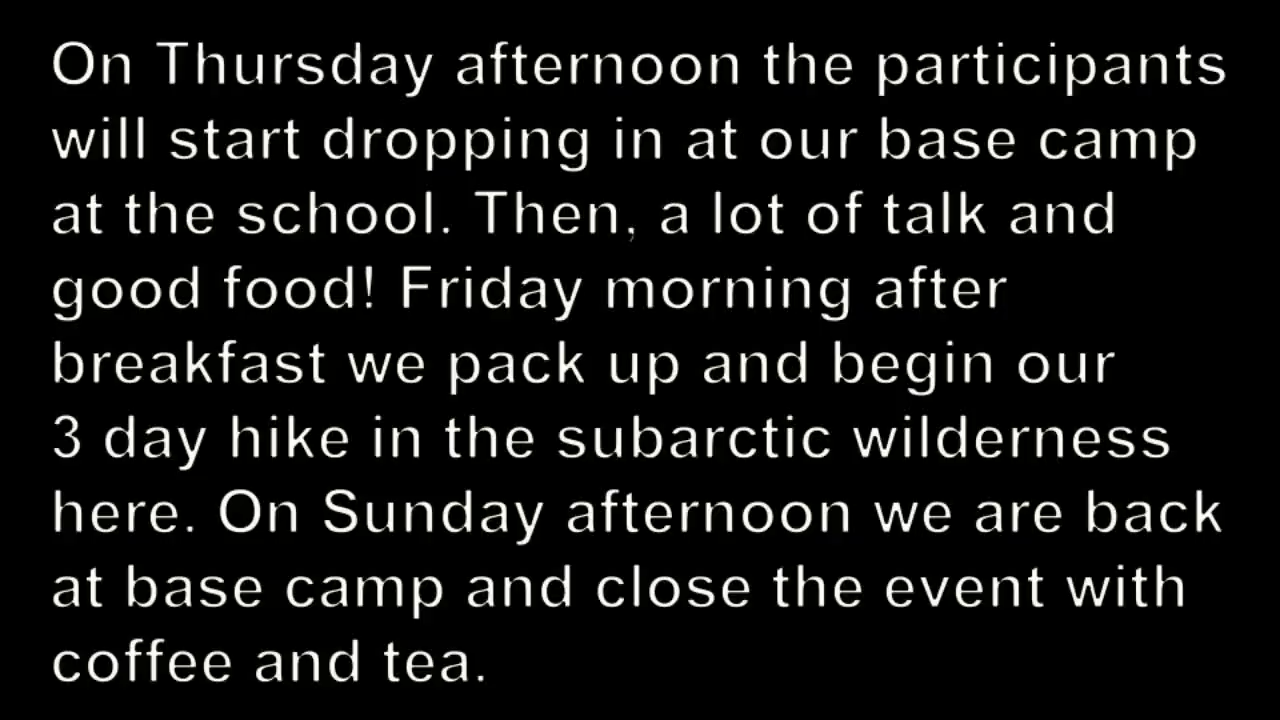 On Thursday afternoon the participants
will start dropping in at our base camp
at the school. Then, a lot of talk and
good food! Friday morning after
breakfast we pack up and begin our
3 day hike in the subarctic wilderness
here. On Sunday afternoon we are back
at base camp and close the event with
coffee and tea.